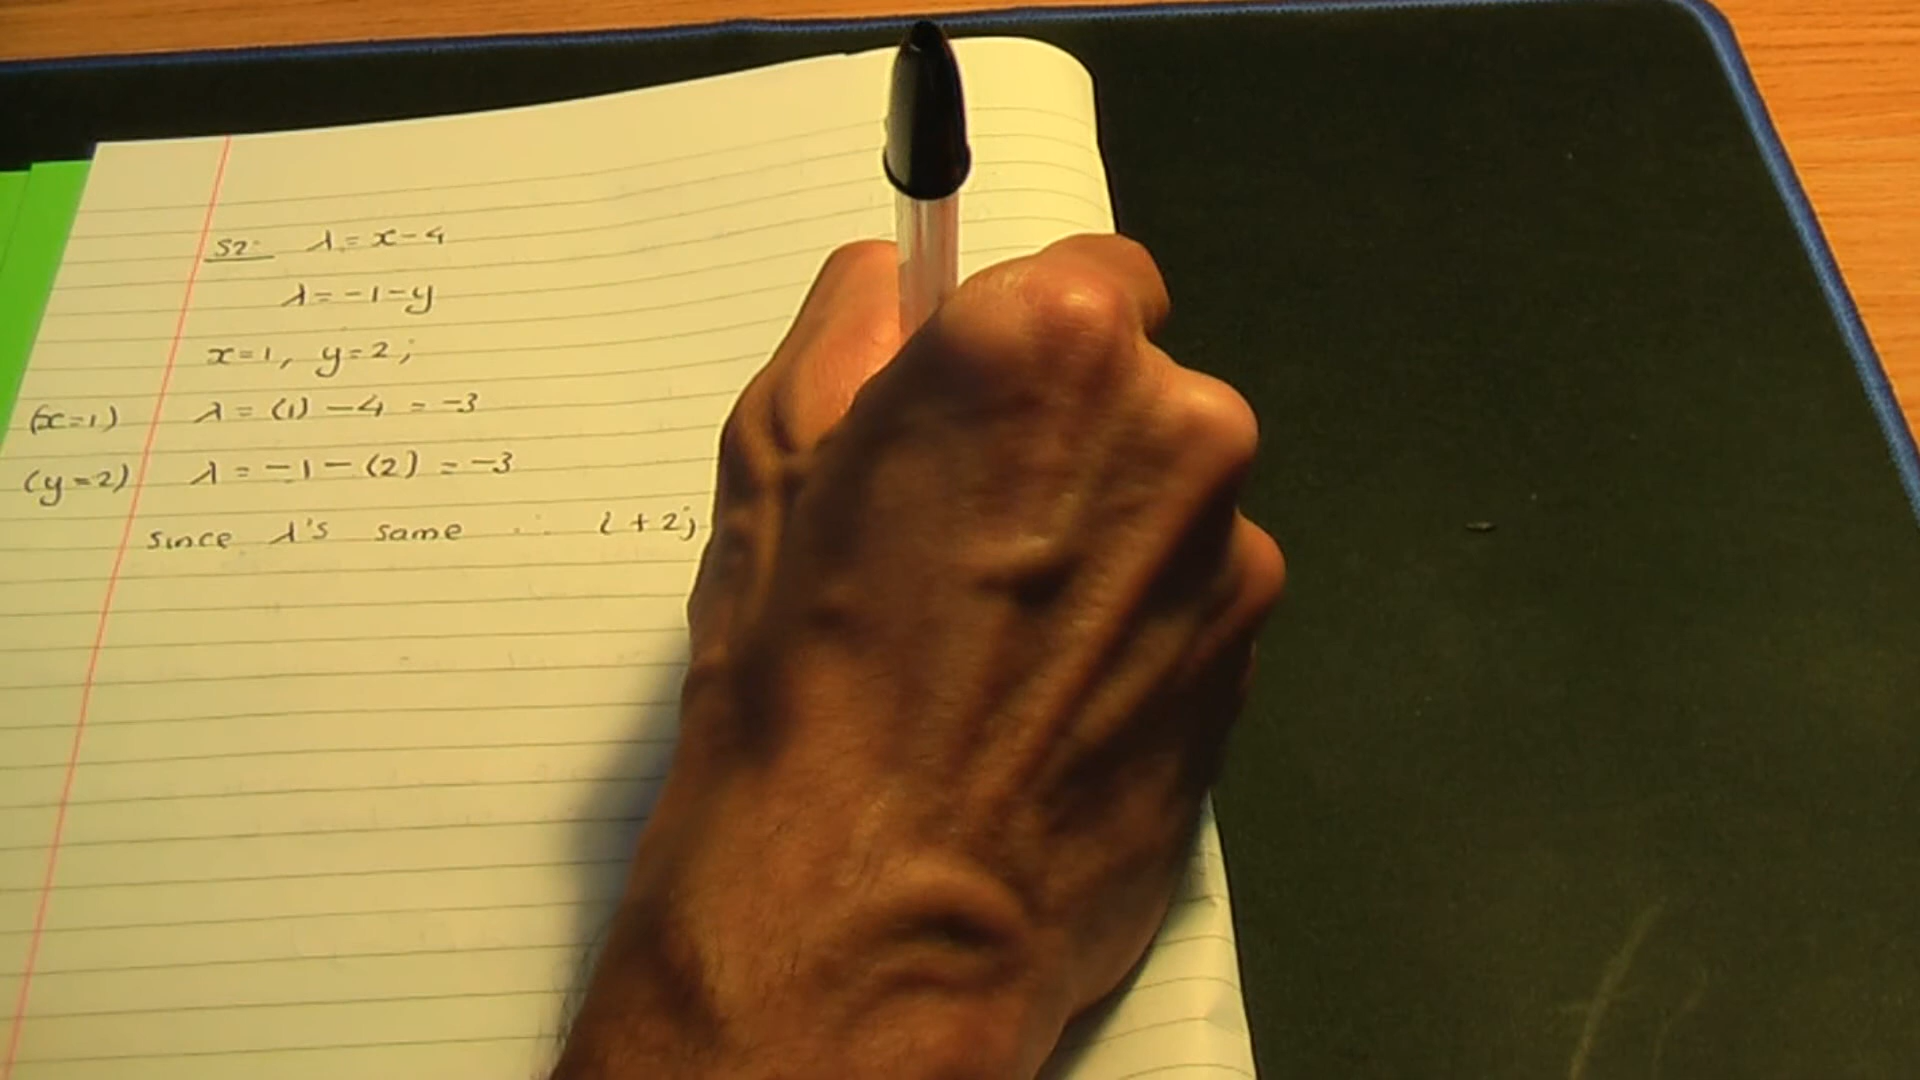 S2: λ = x - 4
λ = -1 - y
x = 1, y = 2;
(x=1) λ = (1) - 4 = -3
(y=2) λ = -1 - (2) = -3
since λ's same ∴ i + 2j